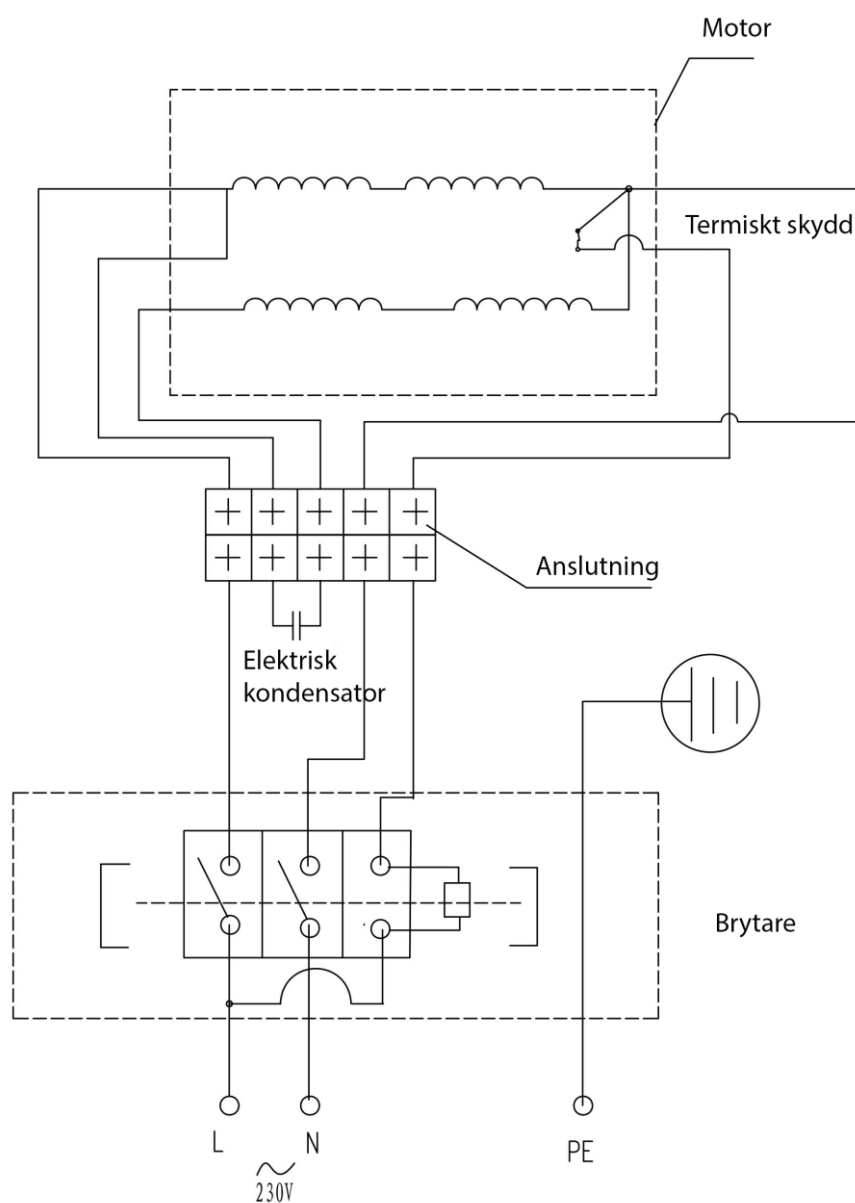 Motor
Termiskt skydd
Anslutning
Elektrisk
kondensator
Brytare
L
N
PE
230V